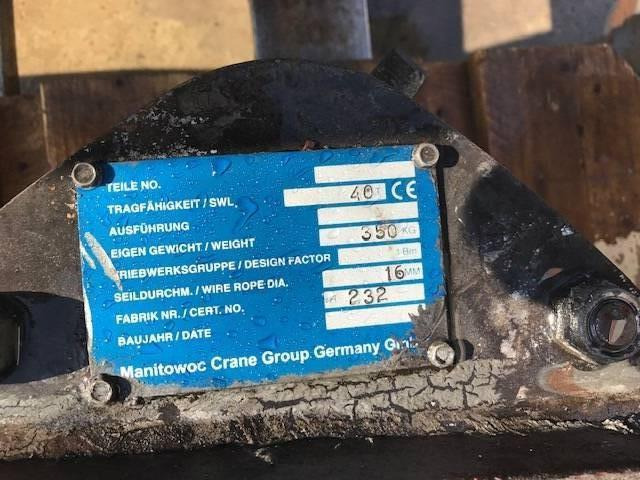 TEILE NO.
TRAGFÄHIGKEIT / SWL 40 T CE
AUSFÜHRUNG
EIGEN GEWICHT / WEIGHT 350 KG
TRIEBWERKSGRUPPE / DESIGN FACTOR 1Bm
SEILDURCHM. / WIRE ROPE DIA. 16 MM
FABRIK NR. / CERT. NO. 232
BAUJAHR / DATE
Manitowoc Crane Group Germany